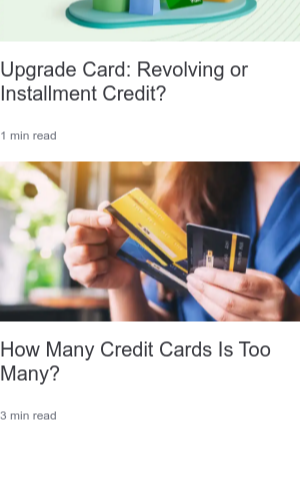 Upgrade Card: Revolving or
Installment Credit?
1 min read
How Many Credit Cards Is Too
Many?
3 min read